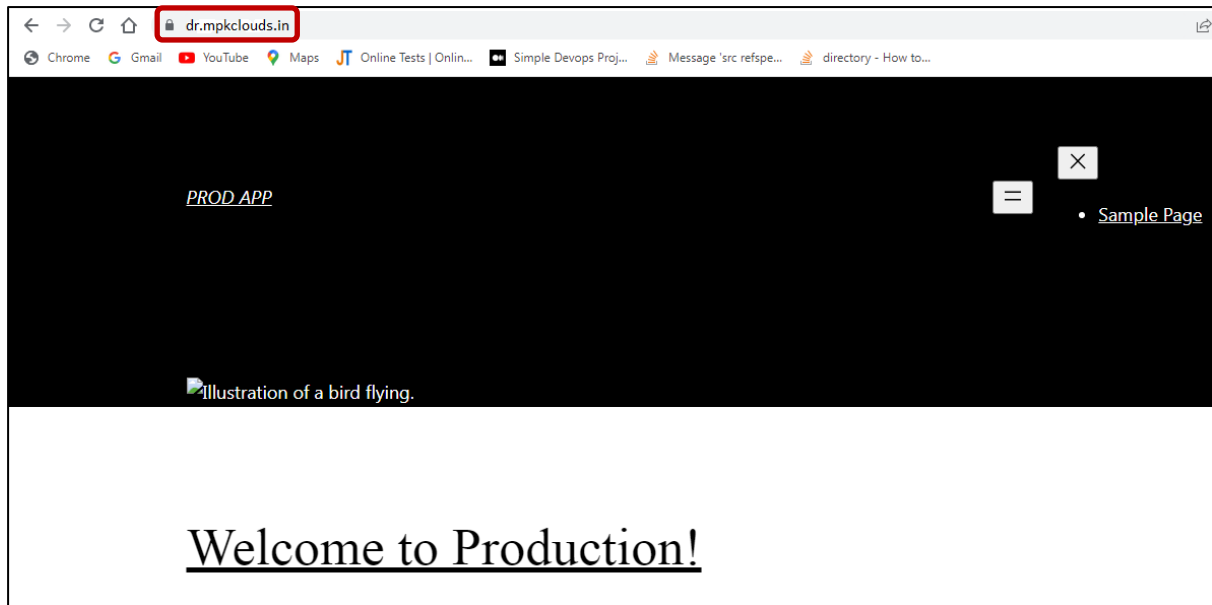 dr.mpkclouds.in
Chrome Gmail YouTube Maps Online Tests | Onlin... Simple Devops Proj... Message 'src refspe... directory - How to...
PROD APP
Sample Page
Illustration of a bird flying.
Welcome to Production!